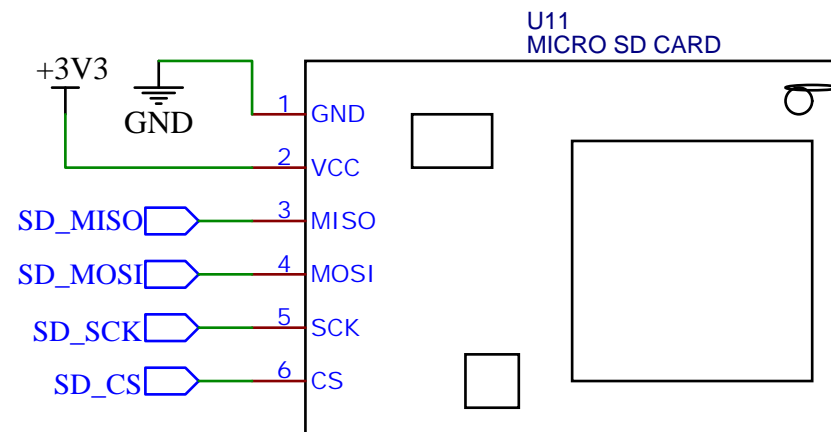 U11
MICRO SD CARD
+3V3
GND
1 GND
2 VCC
SD_MISO 3 MISO
SD_MOSI 4 MOSI
SD_SCK 5 SCK
SD_CS 6 CS